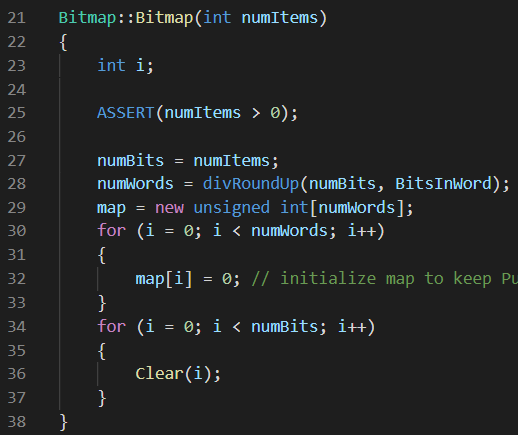 21 Bitmap::Bitmap(int numItems)
22 {
23     int i;
24
25     ASSERT(numItems > 0);
26
27     numBits = numItems;
28     numWords = divRoundUp(numBits, BitsInWord);
29     map = new unsigned int[numWords];
30     for (i = 0; i < numWords; i++)
31     {
32         map[i] = 0; // initialize map to keep Pu
33     }
34     for (i = 0; i < numBits; i++)
35     {
36         Clear(i);
37     }
38 }